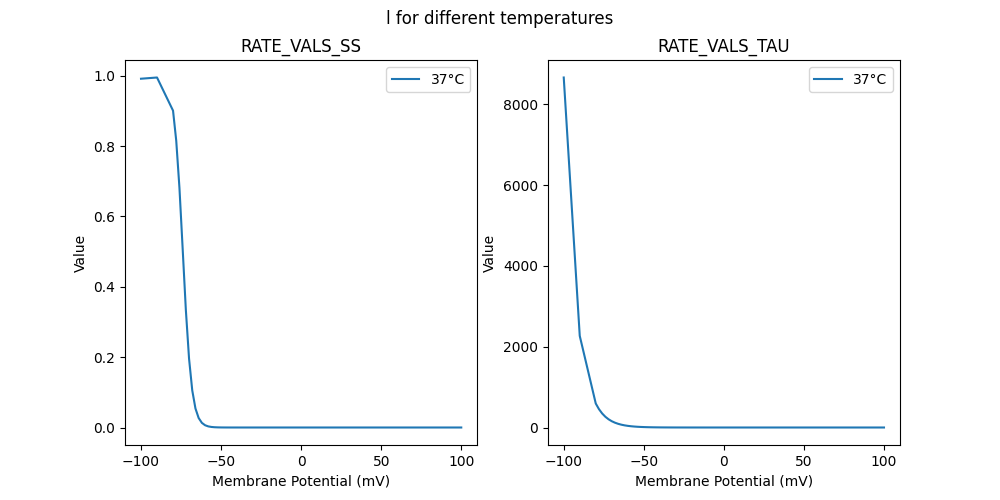 l for different temperatures
RATE_VALS_SS
37°C
1.0
0.8
0.6
0.4
0.2
0.0
Value
−100
−50
0
50
100
Membrane Potential (mV)
RATE_VALS_TAU
37°C
8000
6000
4000
2000
0
Value
−100
−50
0
50
100
Membrane Potential (mV)